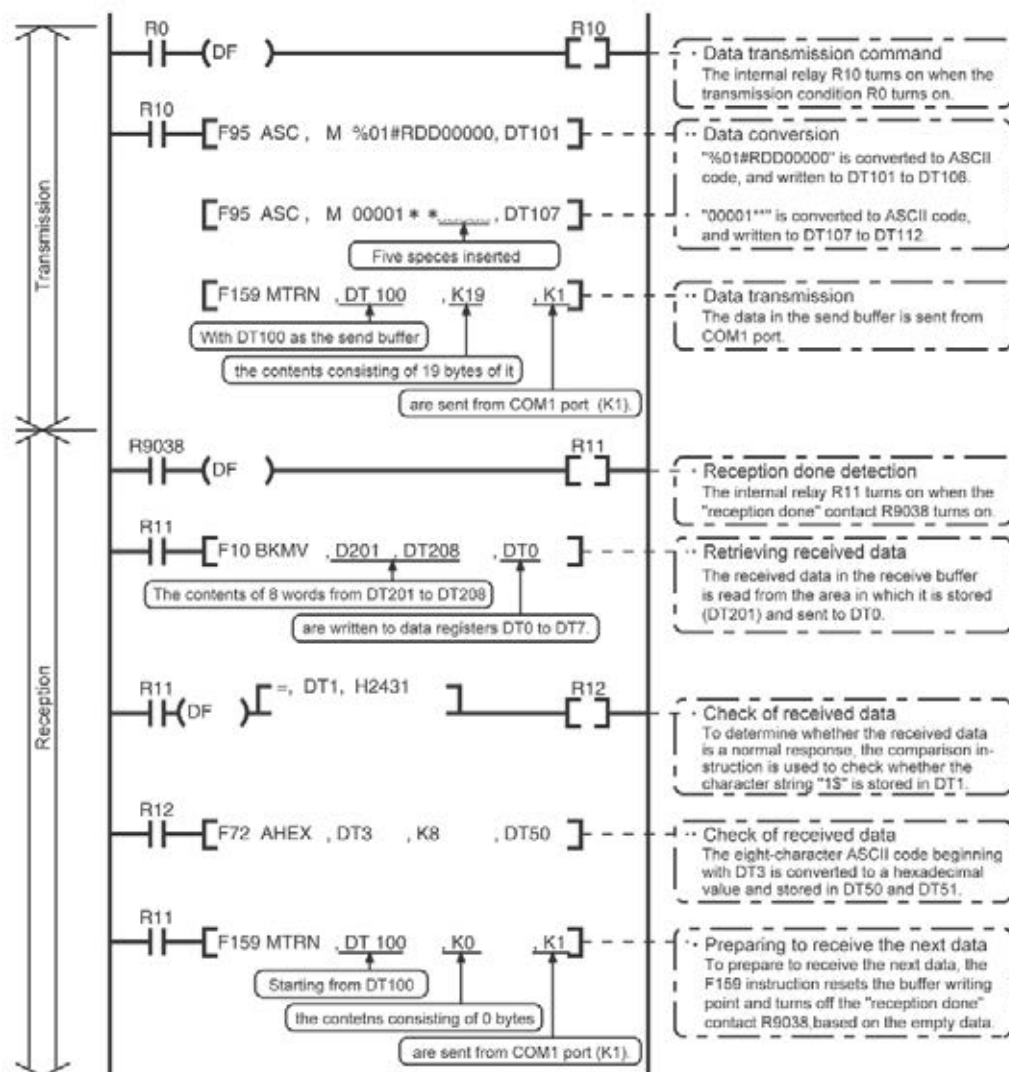 Transmission
R0
R10
(DF )
Data transmission command
The internal relay R10 turns on when the
transmission condition R0 turns on.
R10
F95 ASC , M %01#RDD00000, DT101
Data conversion
"%01#RDD00000" is converted to ASCII
code, and written to DT101 to DT106.
F95 ASC, M 00001* * , DT107
"00001**" is converted to ASCII code,
and written to DT107 to DT112.
Five speces inserted
F159 MTRN , DT 100 , K19 , K1
Data transmission
The data in the send buffer is sent from
COM1 port.
With DT100 as the send buffer
the contents consisting of 19 bytes of it
are sent from COM1 port (K1).
Reception
R9038
R11
(DF )
Reception done detection
The internal relay R11 turns on when the
"reception done" contact R9038 turns on.
R11
F10 BKMV , D201 , DT208 , DT0
Retrieving received data
The received data in the receive buffer
is read from the area in which it is stored
(DT201) and sent to DT0.
The contents of 8 words from DT201 to DT208
are written to data registers DT0 to DT7.
R11
(DF )
=, DT1, H2431
R12
Check of received data
To determine whether the received data
is a normal response, the comparison in-
struction is used to check whether the
character string "1$" is stored in DT1.
R12
F72 AHEX , DT3 , K8 , DT50
Check of received data
The eight-character ASCII code beginning
with DT3 is converted to a hexadecimal
value and stored in DT50 and DT51.
R11
F159 MTRN , DT 100 , K0 , K1
Preparing to receive the next data
To prepare to receive the next data, the
F159 instruction resets the buffer writing
point and turns off the "reception done"
contact R9038,based on the empty data.
Starting from DT100
the contetns consisting of 0 bytes
are sent from COM1 port (K1).